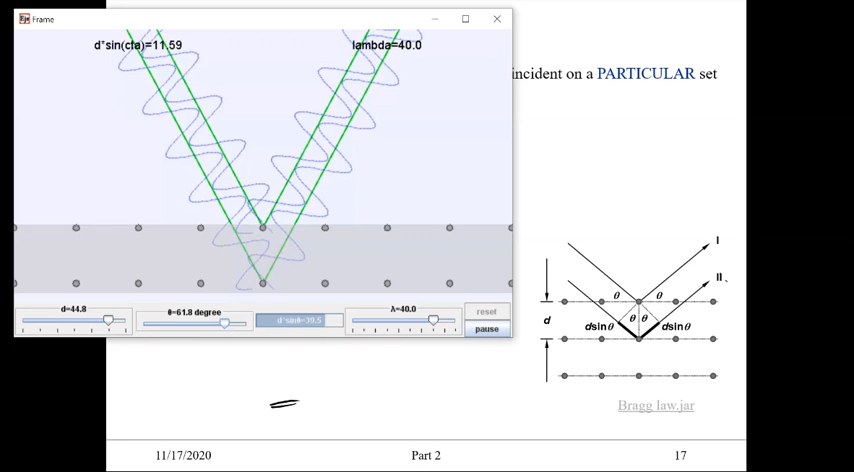 Frame
d*sin(cta)=11.59
lambda=40.0
incident on a PARTICULAR set
d=44.8
θ=61.8 degree
d*sinθ=39.5
λ=40.0
reset
pause
I
II
θ
θ
d
dsinθ
θ
θ
dsinθ
Bragg law.jar
11/17/2020
Part 2
17